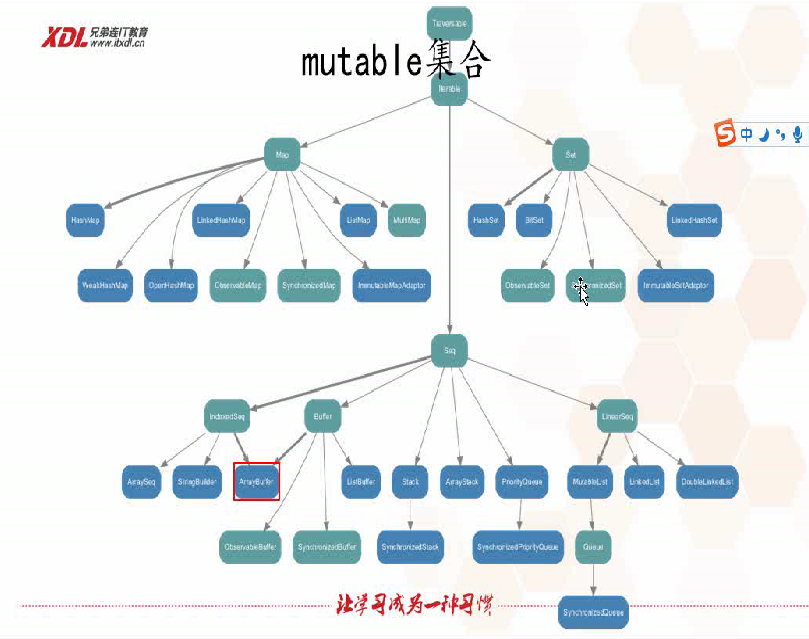 XDL 兄弟连IT教育
www.itxdl.cn
Traversable
mutable集合
Iterable
中
Map
Set
HashMap
LinkedHashMap
ListMap
MultiMap
HashSet
BitSet
LinkedHashSet
WeakHashMap
OpenHashMap
ObservableMap
SynchronizedMap
ImmutableMapAdaptor
ObservableSet
SynchronizedSet
ImmutableSetAdaptor
Seq
IndexedSeq
Buffer
LinearSeq
ArraySeq
StringBuilder
ArrayBuffer
ListBuffer
Stack
ArrayStack
PriorityQueue
MutableList
LinkedList
DoubleLinkedList
ObservableBuffer
SynchronizedBuffer
SynchronizedStack
SynchronizedPriorityQueue
Queue
让学习成为一种习惯
SynchronizedQueue